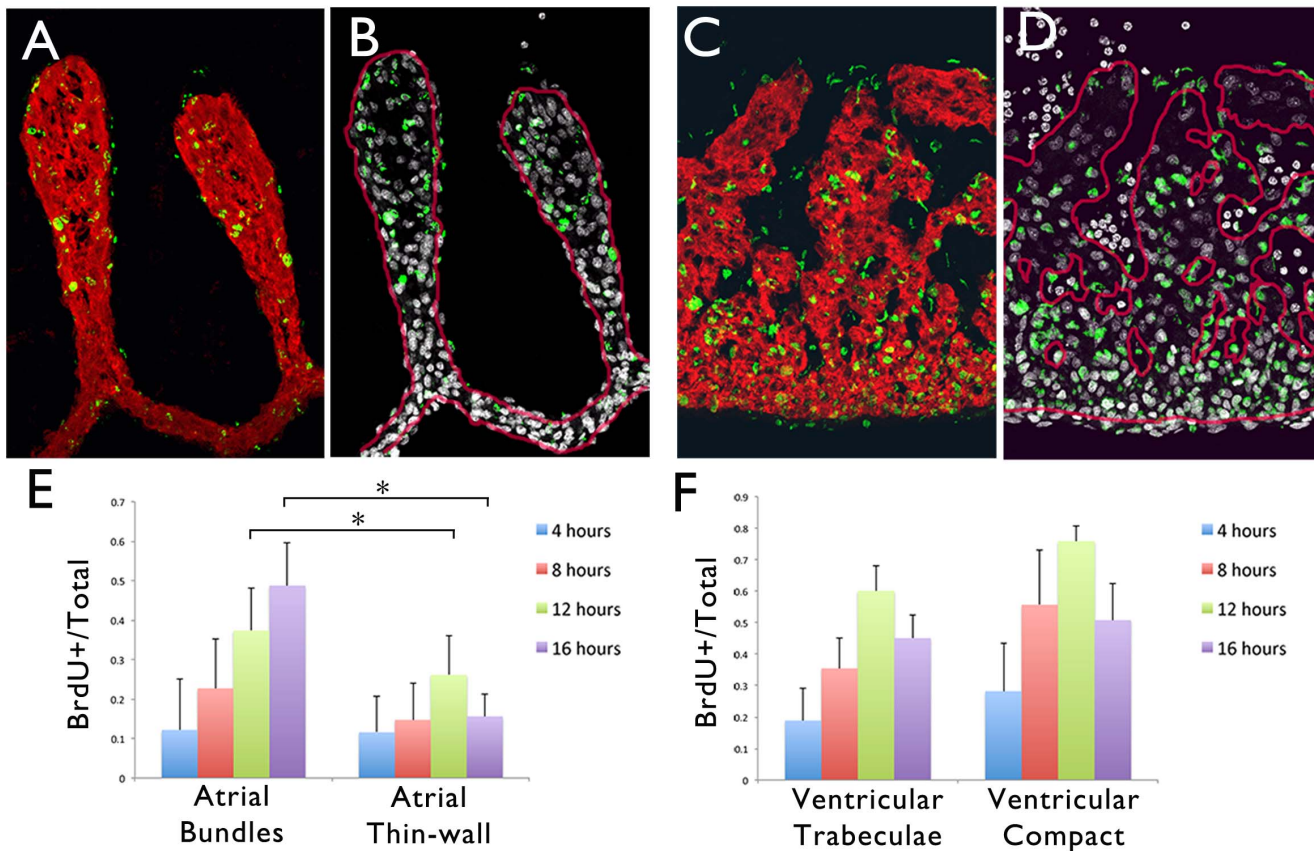 A
B
C
D
E
BrdU+/Total
0.7
0.6
0.5
0.4
0.3
0.2
0.1
0
*
*
Atrial
Bundles
Atrial
Thin-wall
4 hours
8 hours
12 hours
16 hours
F
BrdU+/Total
0.9
0.8
0.7
0.6
0.5
0.4
0.3
0.2
0.1
0
Ventricular
Trabeculae
Ventricular
Compact
4 hours
8 hours
12 hours
16 hours